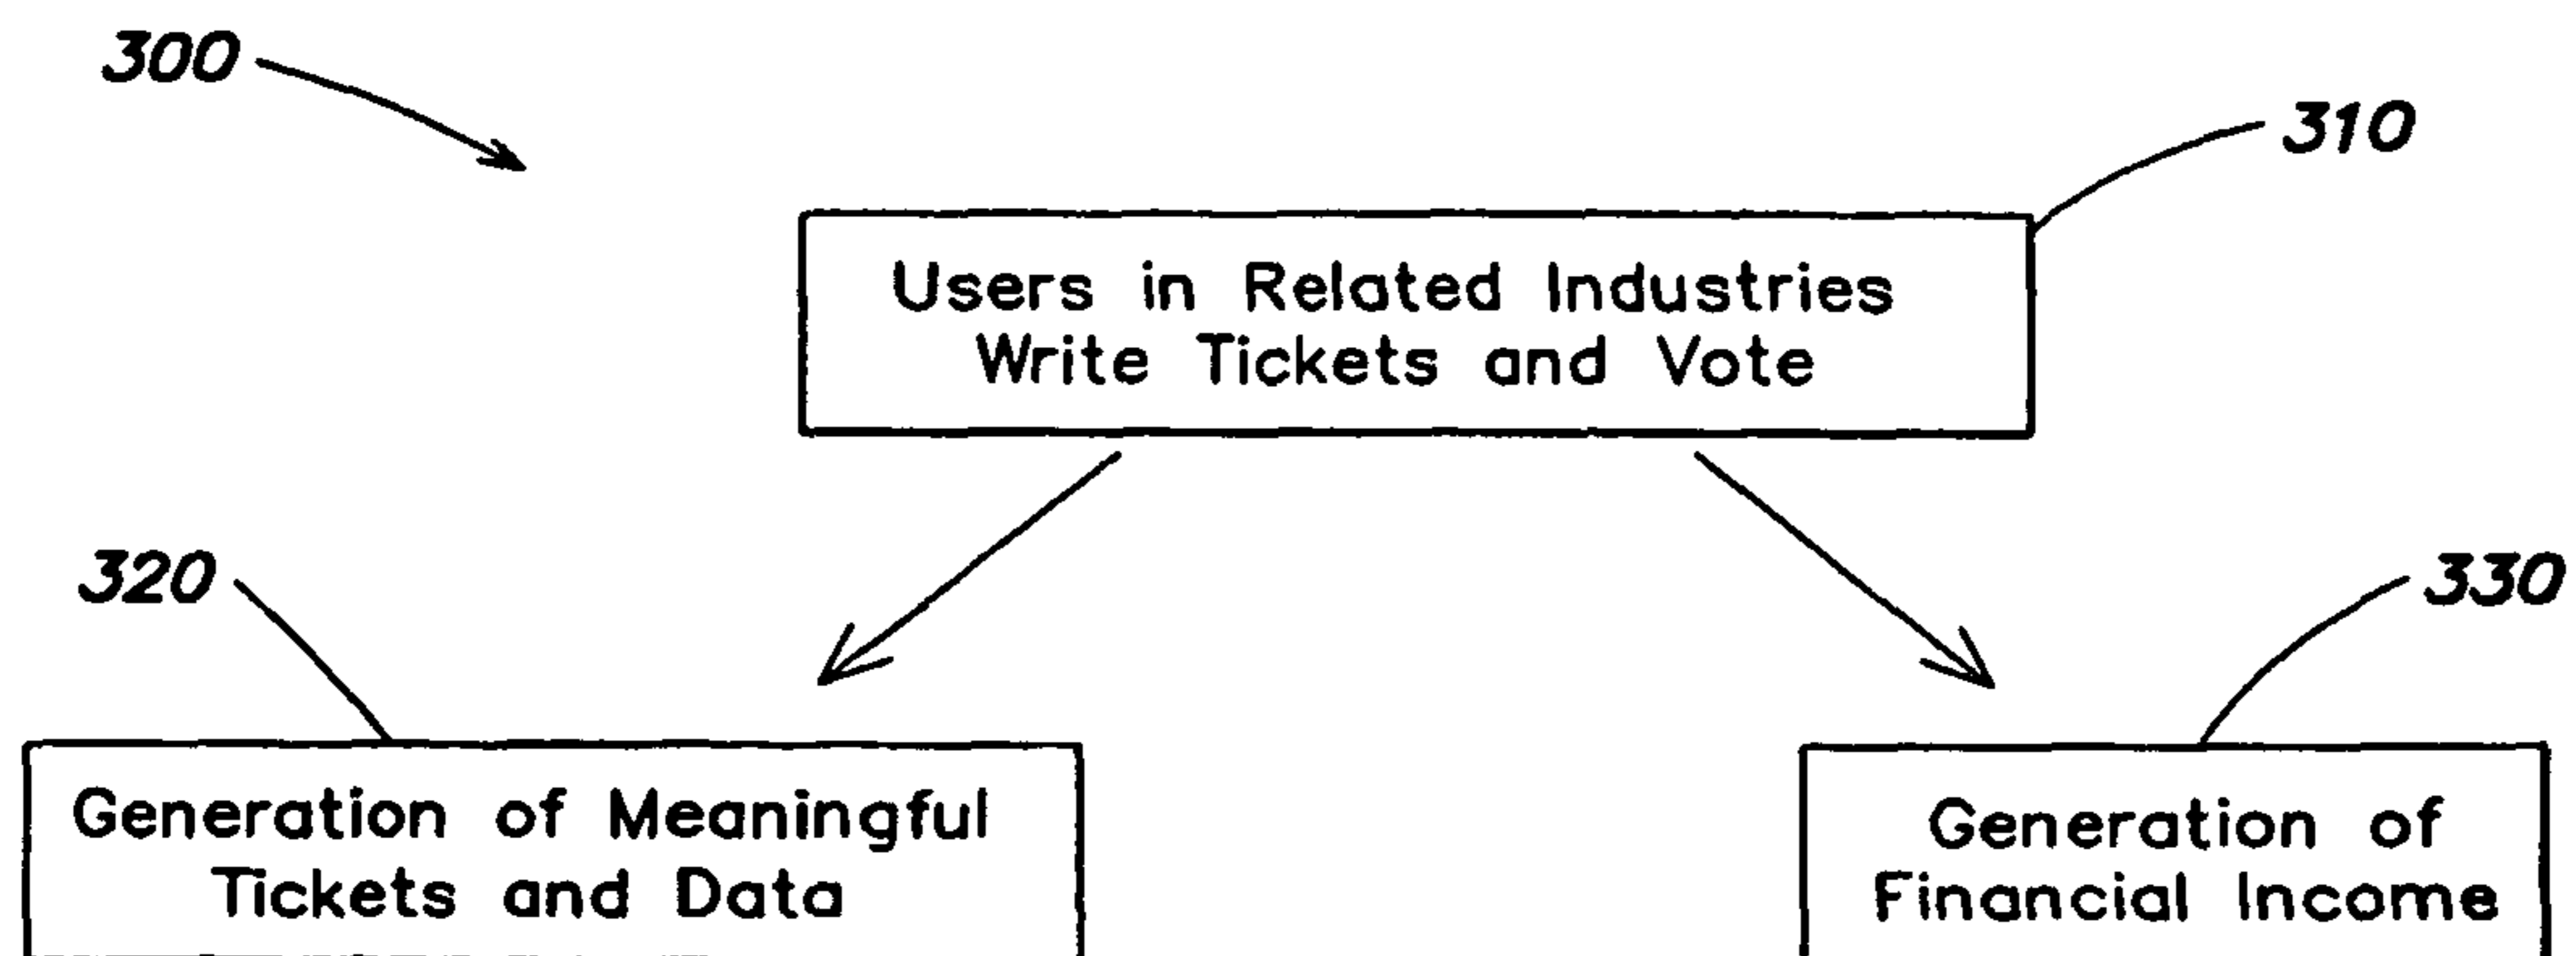 300
310
Users in Related Industries
Write Tickets and Vote
320
330
Generation of Meaningful
Tickets and Data
Generation of
Financial Income